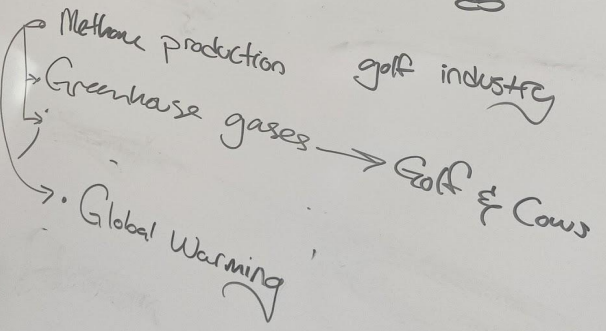 Methane production
golf industry
Greenhouse gases → Golf & Cows
Global Warming